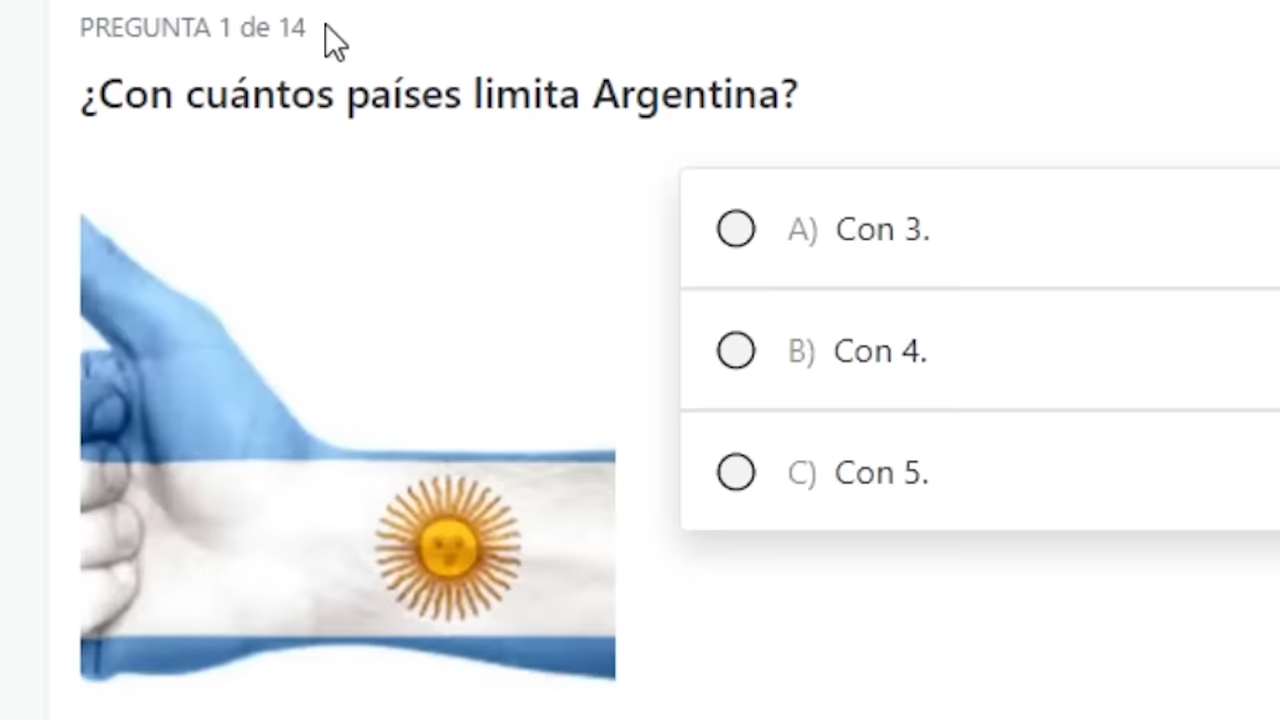 PREGUNTA 1 de 14
¿Con cuántos países limita Argentina?
A) Con 3.
B) Con 4.
C) Con 5.